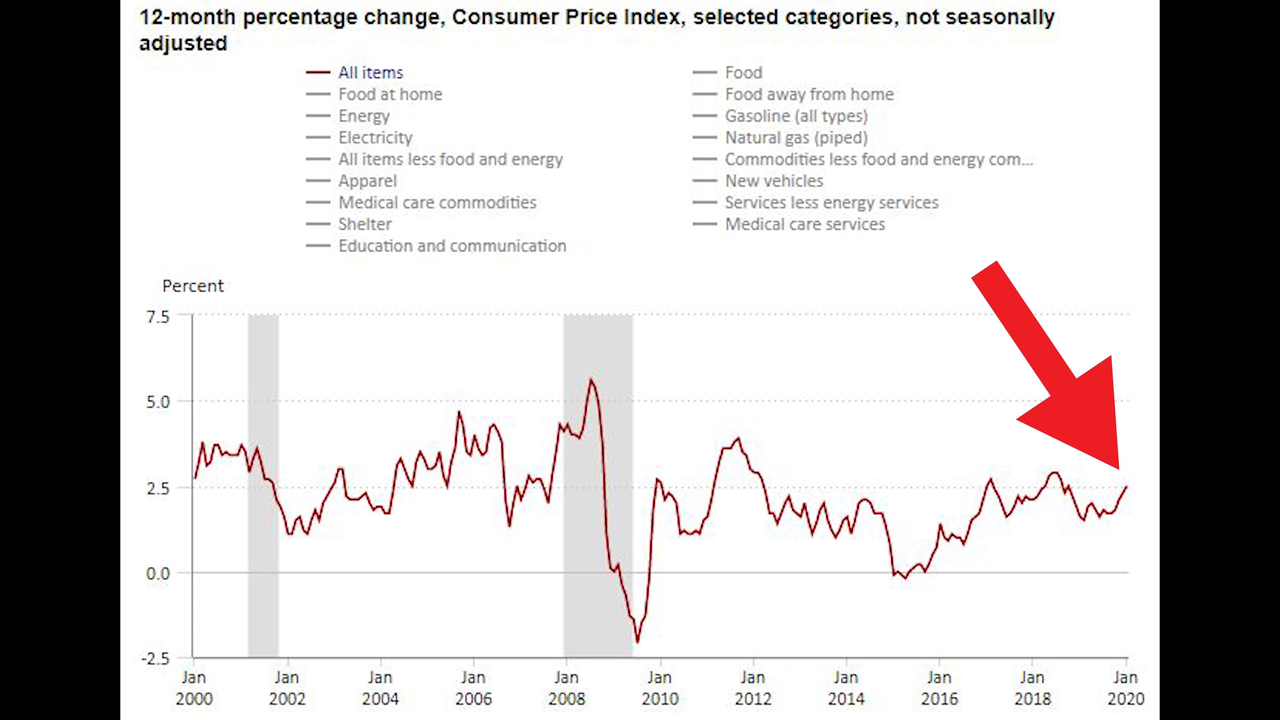 12-month percentage change, Consumer Price Index, selected categories, not seasonally
adjusted
All items
Food
Food at home
Food away from home
Energy
Gasoline (all types)
Electricity
Natural gas (piped)
All items less food and energy
Commodities less food and energy com...
Apparel
New vehicles
Medical care commodities
Services less energy services
Shelter
Medical care services
Education and communication
Percent
7.5
5.0
2.5
0.0
-2.5
Jan Jan Jan Jan Jan Jan Jan Jan Jan Jan Jan
2000 2002 2004 2006 2008 2010 2012 2014 2016 2018 2020